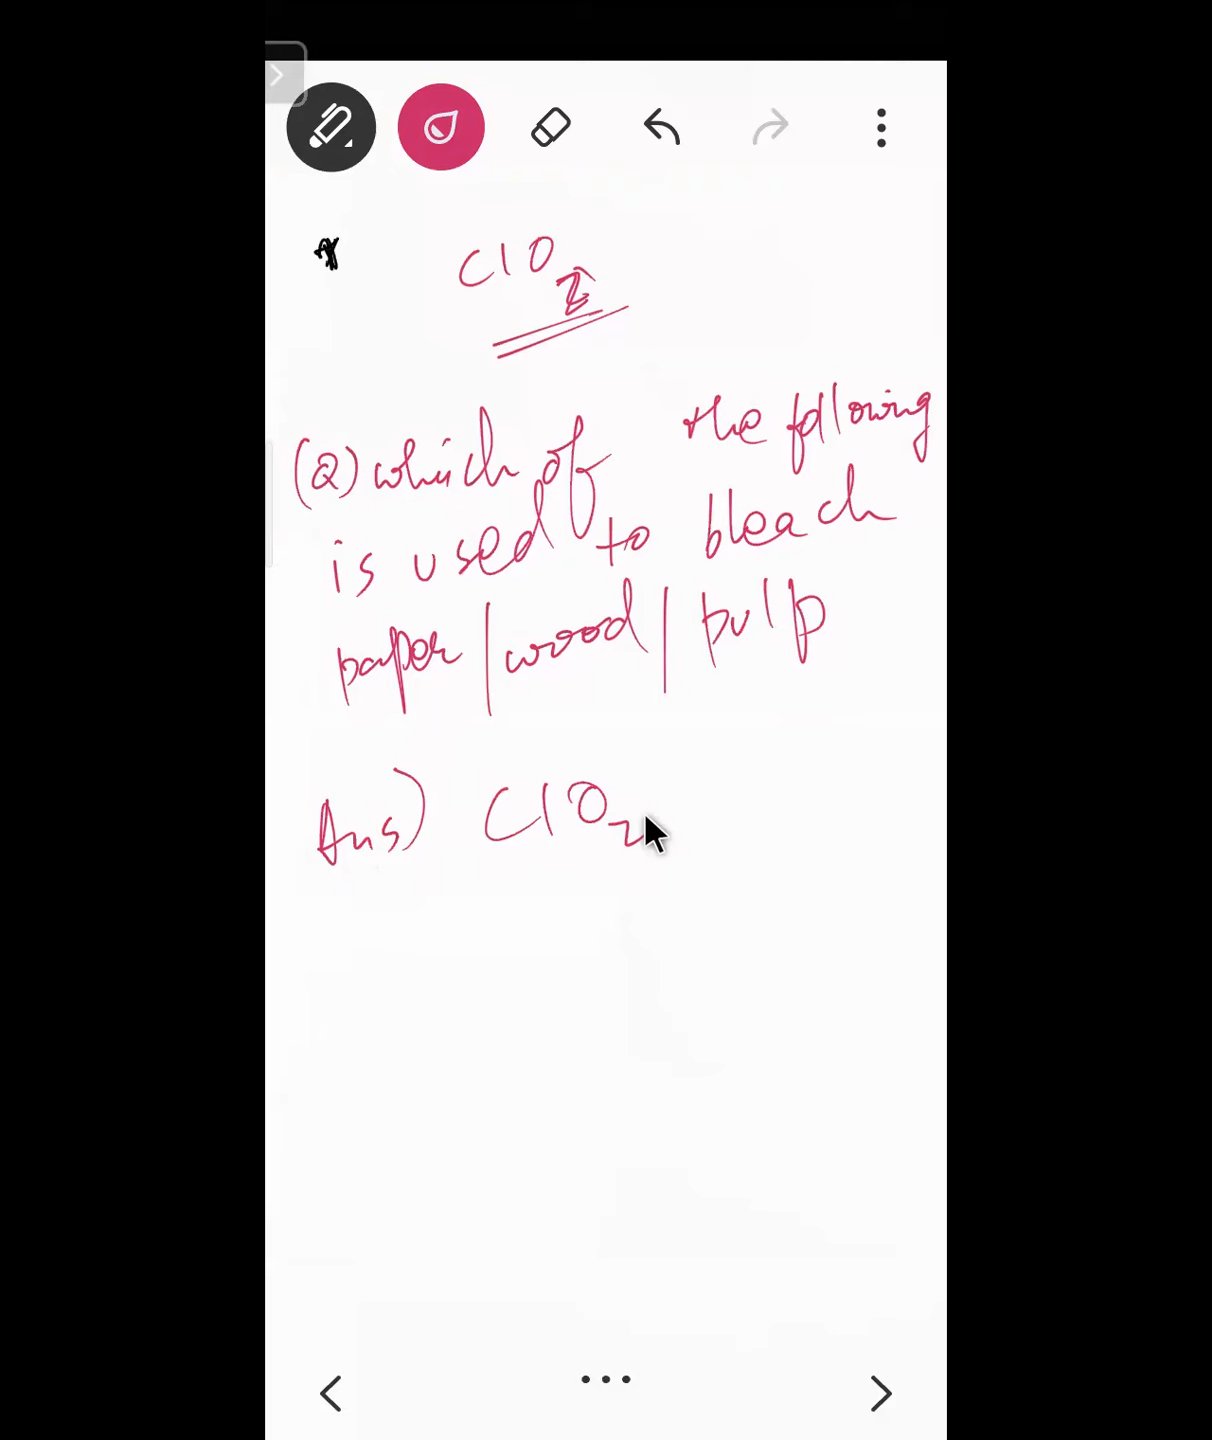 ClO2
(Q) which of the following
is used to bleach
paper | wood | pulp
Ans) ClO2